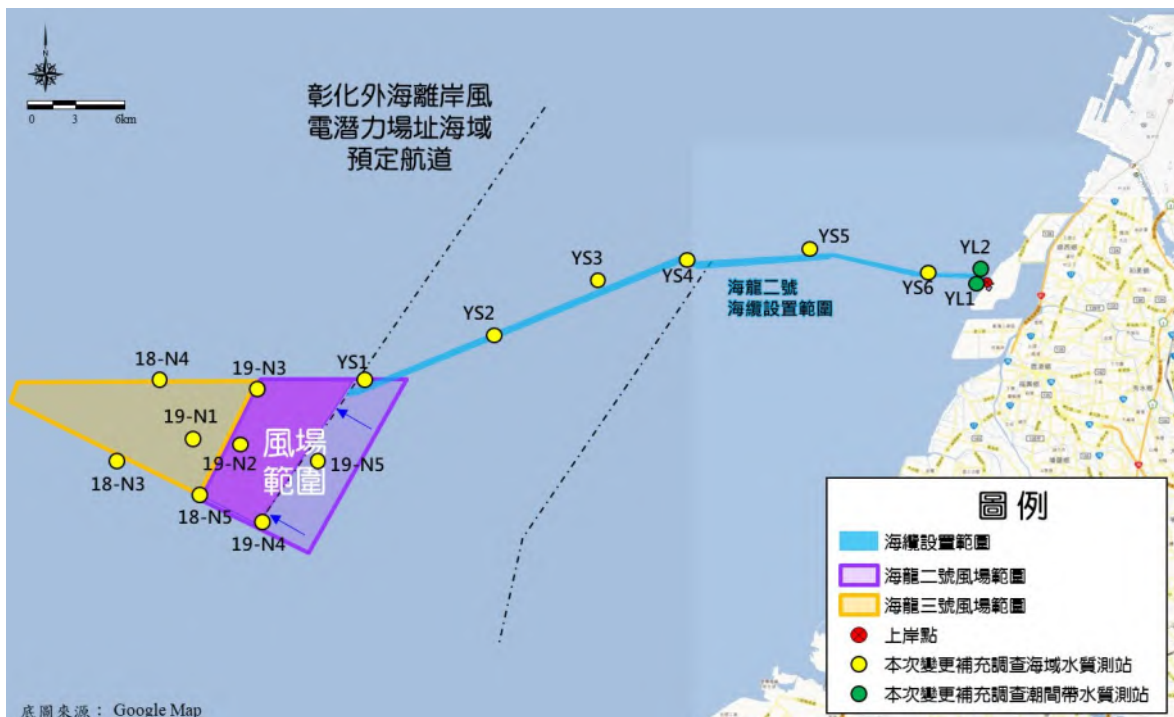 N
0 3 6km
彰化外海離岸風
電潛力場址海域
預定航道
YS5
YL2
YS3
YS4
YS6
YL1
海龍二號
海纜設置範圍
YS2
18-N4
19-N3
YS1
19-N1
風場
範圍
19-N2
19-N5
18-N3
18-N5
19-N4
圖例
海纜設置範圍
海龍二號風場範圍
海龍三號風場範圍
上岸點
本次變更補充調查海域水質測站
本次變更補充調查潮間帶水質測站
底圖來源： Google Map